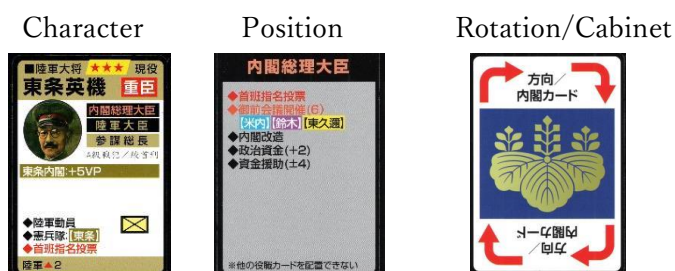 Character
Position
Rotation/Cabinet
■陸軍大将 ★★★ 現役
東条英機 重臣
内閣総理大臣
陸軍大臣
参謀総長
東条内閣:+5VP
◆陸軍動員
◆憲兵隊:[東条]
◆首班指名投票
陸軍▲2
内閣総理大臣
◆首班指名投票
◆御前会議開催(6)
[米内][鈴木][東久邇]
◆内閣改造
◆政治資金(+2)
◆資金援助(±4)
※他の役職カードを配置できない
方向/
内閣カード
方向/
内閣カード